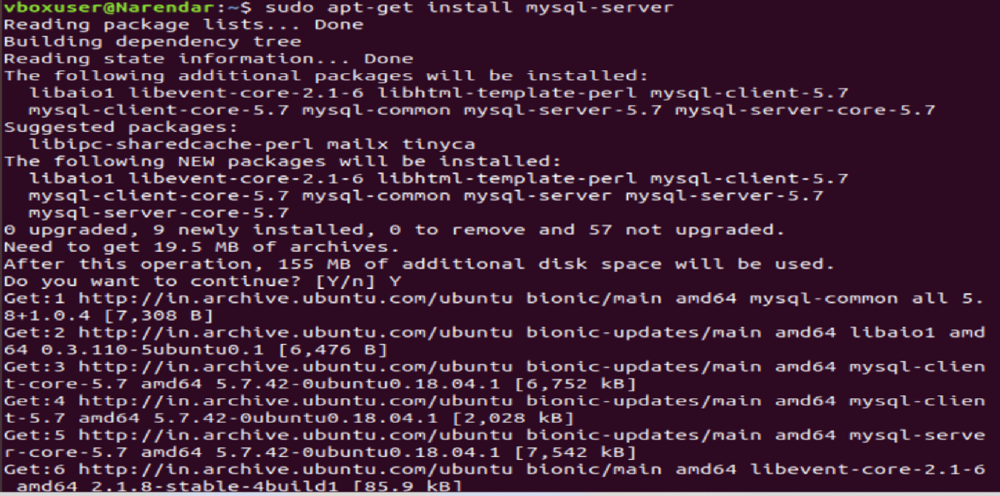 vboxuser@Narendar:~$ sudo apt-get install mysql-server
Reading package lists... Done
Building dependency tree
Reading state information... Done
The following additional packages will be installed:
  libaio1 libevent-core-2.1-6 libhtml-template-perl mysql-client-5.7
  mysql-client-core-5.7 mysql-common mysql-server-5.7 mysql-server-core-5.7
Suggested packages:
  libipc-sharedcache-perl mailx tinyca
The following NEW packages will be installed:
  libaio1 libevent-core-2.1-6 libhtml-template-perl mysql-client-5.7
  mysql-client-core-5.7 mysql-common mysql-server mysql-server-5.7
  mysql-server-core-5.7
0 upgraded, 9 newly installed, 0 to remove and 57 not upgraded.
Need to get 19.5 MB of archives.
After this operation, 155 MB of additional disk space will be used.
Do you want to continue? [Y/n] Y
Get:1 http://in.archive.ubuntu.com/ubuntu bionic/main amd64 mysql-common all 5.
8+1.0.4 [7,308 B]
Get:2 http://in.archive.ubuntu.com/ubuntu bionic-updates/main amd64 libaio1 amd
64 0.3.110-5ubuntu0.1 [6,476 B]
Get:3 http://in.archive.ubuntu.com/ubuntu bionic-updates/main amd64 mysql-clien
t-core-5.7 amd64 5.7.42-0ubuntu0.18.04.1 [6,752 kB]
Get:4 http://in.archive.ubuntu.com/ubuntu bionic-updates/main amd64 mysql-clien
t-5.7 amd64 5.7.42-0ubuntu0.18.04.1 [2,028 kB]
Get:5 http://in.archive.ubuntu.com/ubuntu bionic-updates/main amd64 mysql-serve
r-core-5.7 amd64 5.7.42-0ubuntu0.18.04.1 [7,542 kB]
Get:6 http://in.archive.ubuntu.com/ubuntu bionic/main amd64 libevent-core-2.1-6
 amd64 2.1.8-stable-4build1 [85.9 kB]